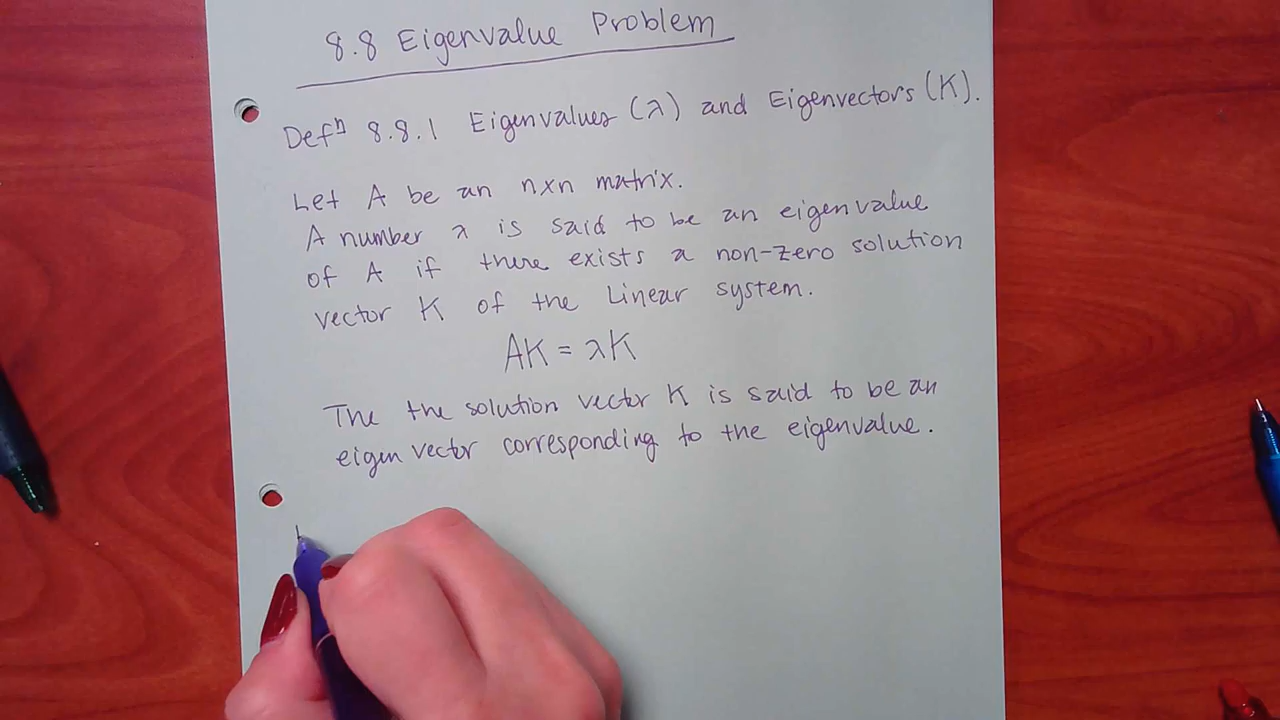 8.8 Eigenvalue Problem
Defⁿ 8.8.1 Eigenvalues (λ) and Eigenvectors (K).
Let A be an nxn matrix.
A number λ is said to be an eigenvalue
of A if there exists a non-zero solution
vector K of the Linear system.
AK = λK
The the solution vector K is said to be an
eigen vector corresponding to the eigenvalue.